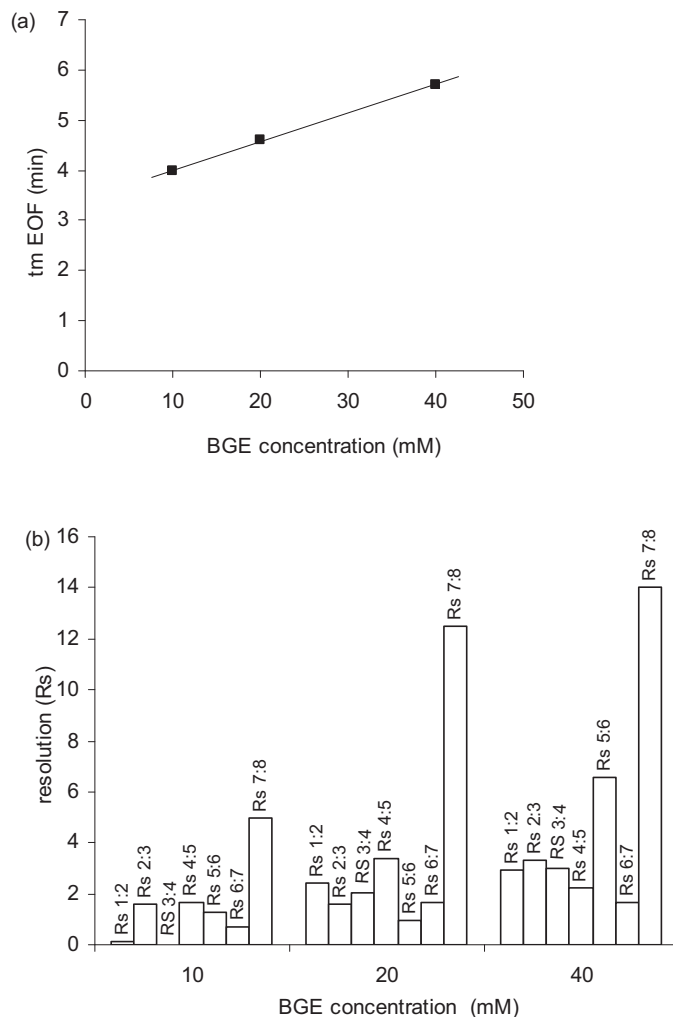 (a)
7
6
5
4
3
2
1
0
tm EOF (min)
0 10 20 30 40 50
BGE concentration (mM)
(b)
16
14
12
10
8
6
4
2
0
resolution (Rs)
Rs 1:2
Rs 2:3
RS 3:4
Rs 4:5
Rs 5:6
Rs 6:7
Rs 7:8
Rs 1:2
Rs 2:3
RS 3:4
Rs 4:5
Rs 5:6
Rs 6:7
Rs 7:8
Rs 1:2
Rs 2:3
RS 3:4
Rs 4:5
Rs 5:6
Rs 6:7
Rs 7:8
10 20 40
BGE concentration (mM)